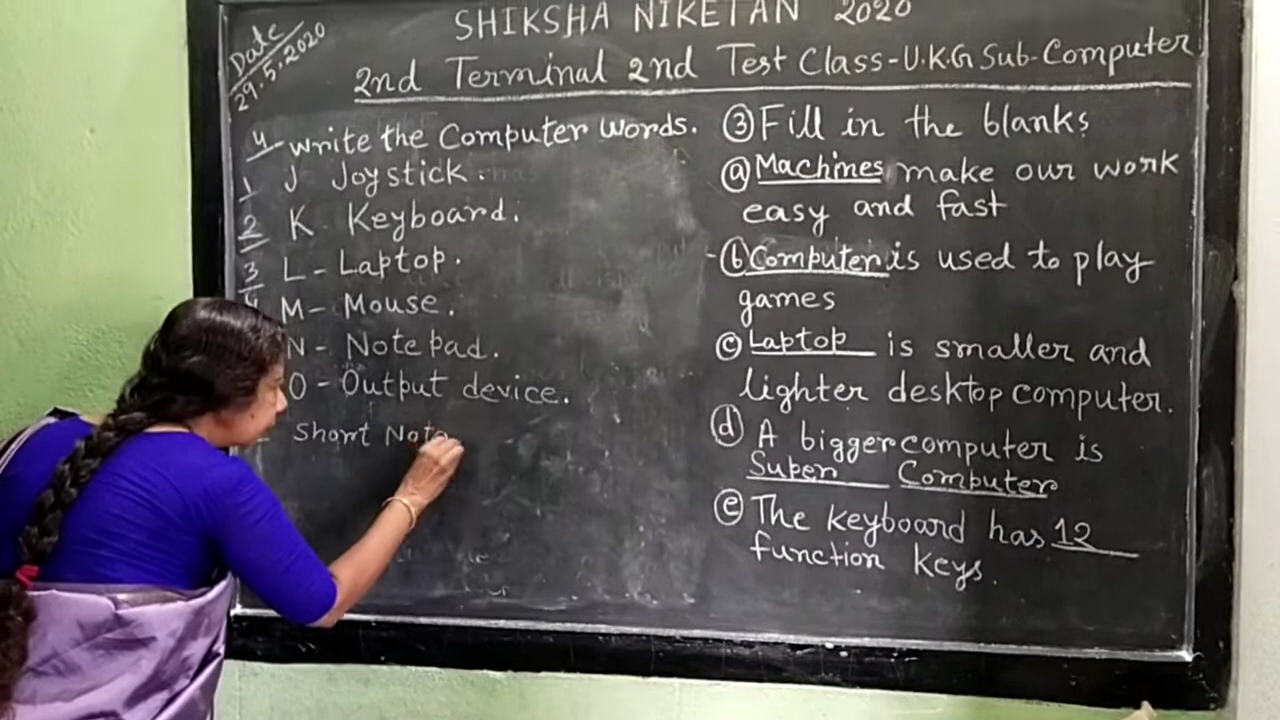 SHIKSHA NIKETAN 2020
Date
29.5.2020
2nd Terminal 2nd Test Class-U.K.G Sub-Computer
4 - Write the Computer words.
1 J Joystick.
2 K Keyboard.
3 L - Laptop.
4 M - Mouse.
N - Note pad.
O - Output device.
Short Note
③ Fill in the blanks
ⓐ Machines make our work
easy and fast
ⓑ Computer is used to play
games
ⓒ Laptop is smaller and
lighter desktop computer.
ⓓ A bigger computer is
Super Computer
ⓔ The keyboard has 12
function keys.